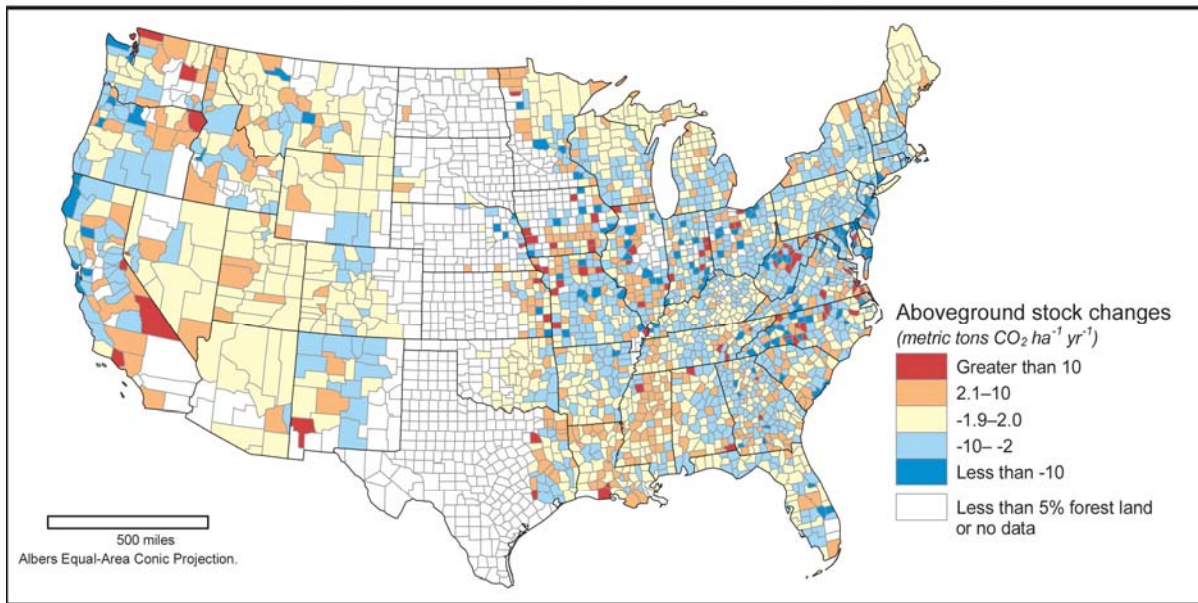 Aboveground stock changes
(metric tons CO₂ ha⁻¹ yr⁻¹)
Greater than 10
2.1–10
-1.9–2.0
-10– -2
Less than -10
Less than 5% forest land
or no data
500 miles
Albers Equal-Area Conic Projection.